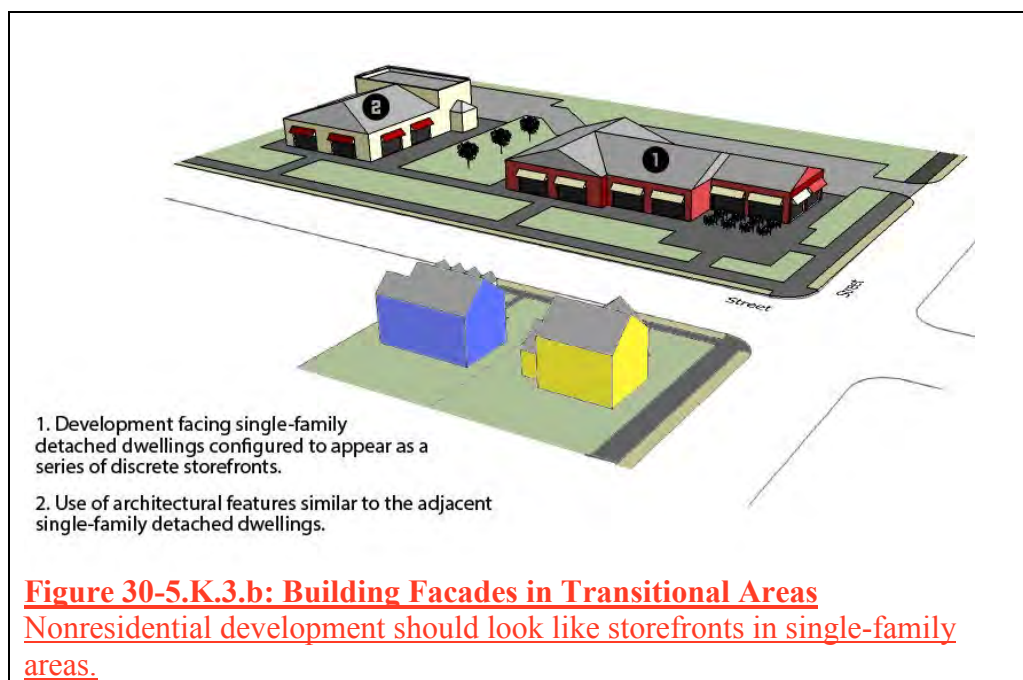 2
1
Street
Street
1. Development facing single-family
detached dwellings configured to appear as a
series of discrete storefronts.
2. Use of architectural features similar to the adjacent
single-family detached dwellings.
Figure 30-5.K.3.b: Building Facades in Transitional Areas
Nonresidential development should look like storefronts in single-family
areas.